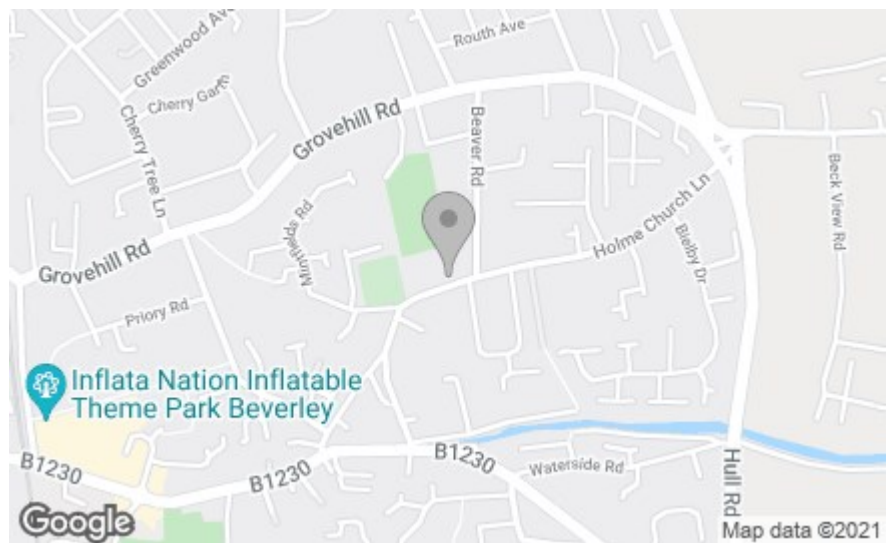 Greenwood Ave
Routh Ave
Cherry Garth
Cherry Tree Ln
Grovehill Rd
Beaver Rd
Holme Church Ln
Beck View Rd
Mintfields Rd
Bielby Dr
Grovehill Rd
Priory Rd
Inflata Nation Inflatable
Theme Park Beverley
B1230
B1230
B1230
Waterside Rd
Hull Rd
Google
Map data ©2021